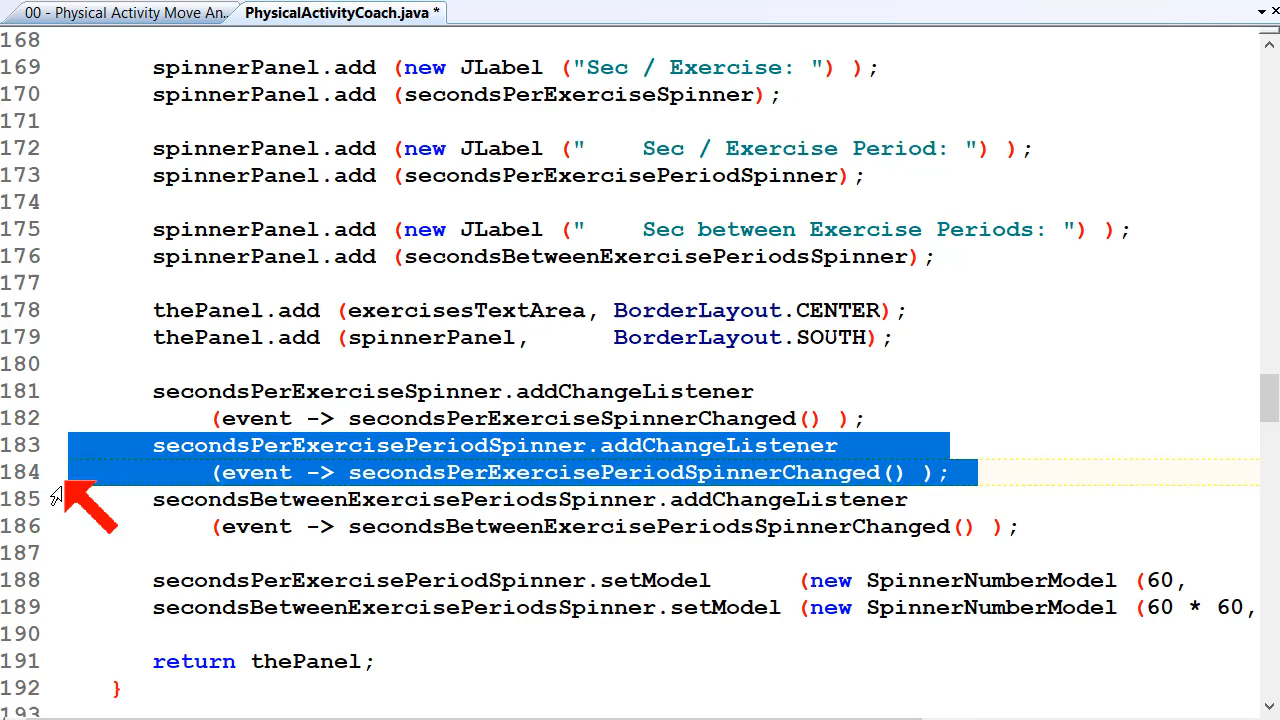 00 - Physical Activity Move An... PhysicalActivityCoach.java *
168
169 spinnerPanel.add (new JLabel ("Sec / Exercise: ") );
170 spinnerPanel.add (secondsPerExerciseSpinner);
171
172 spinnerPanel.add (new JLabel ("    Sec / Exercise Period: ") );
173 spinnerPanel.add (secondsPerExercisePeriodSpinner);
174
175 spinnerPanel.add (new JLabel ("    Sec between Exercise Periods: ") );
176 spinnerPanel.add (secondsBetweenExercisePeriodsSpinner);
177
178 thePanel.add (exercisesTextArea, BorderLayout.CENTER);
179 thePanel.add (spinnerPanel,      BorderLayout.SOUTH);
180
181 secondsPerExerciseSpinner.addChangeListener
182     (event -> secondsPerExerciseSpinnerChanged() );
183 secondsPerExercisePeriodSpinner.addChangeListener
184     (event -> secondsPerExercisePeriodSpinnerChanged() );
185 secondsBetweenExercisePeriodsSpinner.addChangeListener
186     (event -> secondsBetweenExercisePeriodsSpinnerChanged() );
187
188 secondsPerExercisePeriodSpinner.setModel      (new SpinnerNumberModel (60,
189 secondsBetweenExercisePeriodsSpinner.setModel (new SpinnerNumberModel (60 * 60,
190
191 return thePanel;
192 }
193